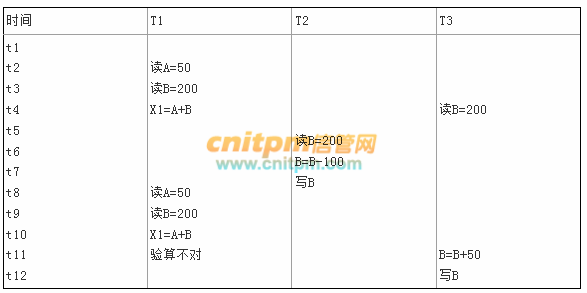 时间 T1 T2 T3
t1
t2 读A=50
t3 读B=200
t4 X1=A+B 读B=200
t5
t6 读B=200
t7 B=B-100
t8 读A=50 写B
t9 读B=200
t10 X1=A+B
t11 验算不对 B=B+50
t12 写B
cnitpm信管网
www.cnitpm.com